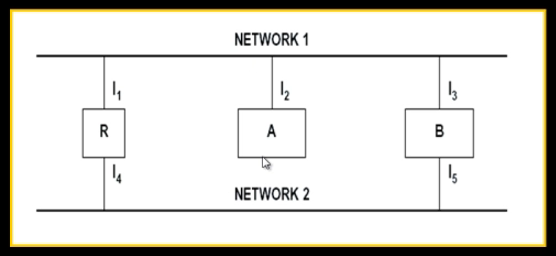 NETWORK 1
I1 I2 I3
R A B
I4 I5
NETWORK 2